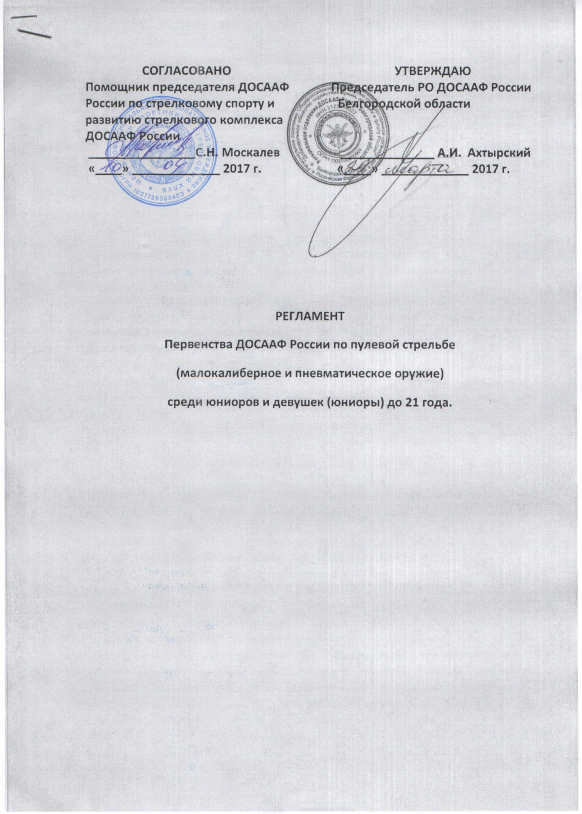 СОГЛАСОВАНО
Помощник председателя ДОСААФ
России по стрелковому спорту и
развитию стрелкового комплекса
ДОСААФ России
С.Н. Москалев
«10» 04 2017 г.
УТВЕРЖДАЮ
Председатель РО ДОСААФ России
Белгородской области
А.И. Ахтырский
« » марта 2017 г.
РЕГЛАМЕНТ
Первенства ДОСААФ России по пулевой стрельбе
(малокалиберное и пневматическое оружие)
среди юниоров и девушек (юниоры) до 21 года.